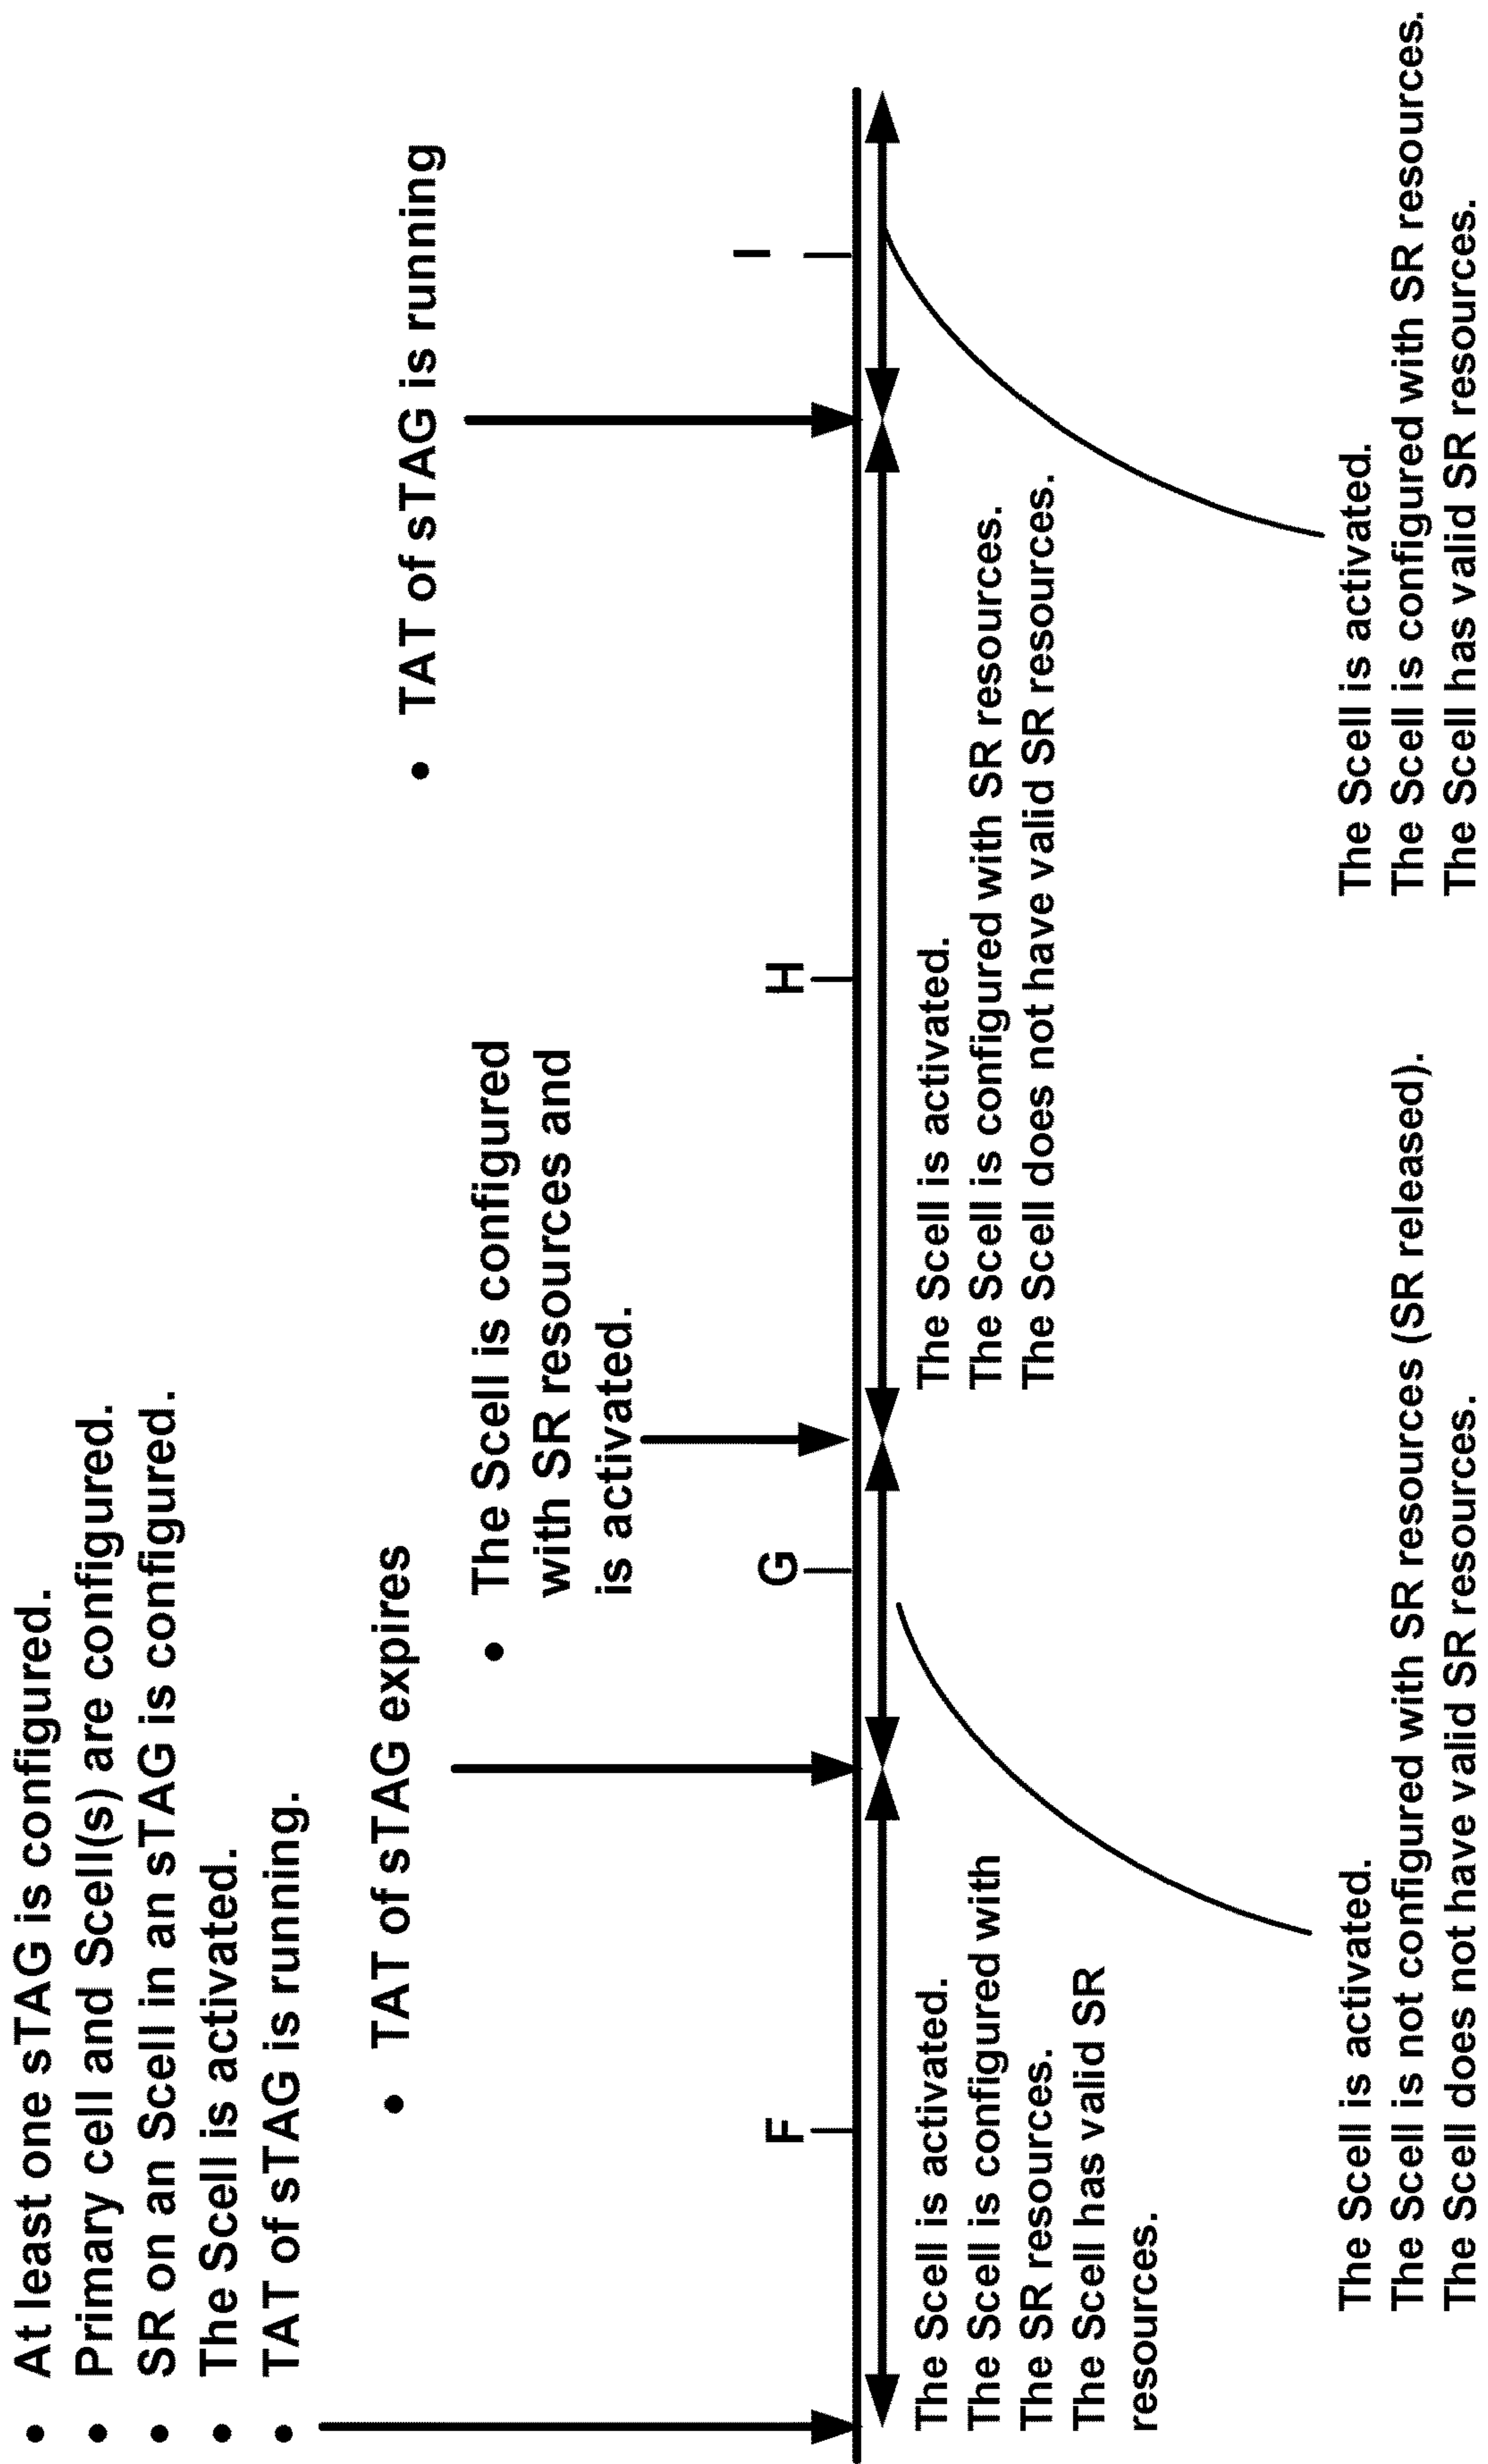 • At least one sTAG is configured.
• Primary cell and Scell(s) are configured.
• SR on an Scell in an sTAG is configured.
• The Scell is activated.
• TAT of sTAG is running.
• TAT of sTAG expires
• The Scell is configured
with SR resources and
is activated.
• TAT of sTAG is running
F
G
H
I
The Scell is activated.
The Scell is configured with
The SR resources.
The Scell has valid SR
resources.
The Scell is activated.
The Scell is configured with SR resources.
The Scell does not have valid SR resources.
The Scell is activated.
The Scell is not configured with SR resources (SR released).
The Scell does not have valid SR resources.
The Scell is activated.
The Scell is configured with SR resources.
The Scell has valid SR resources.